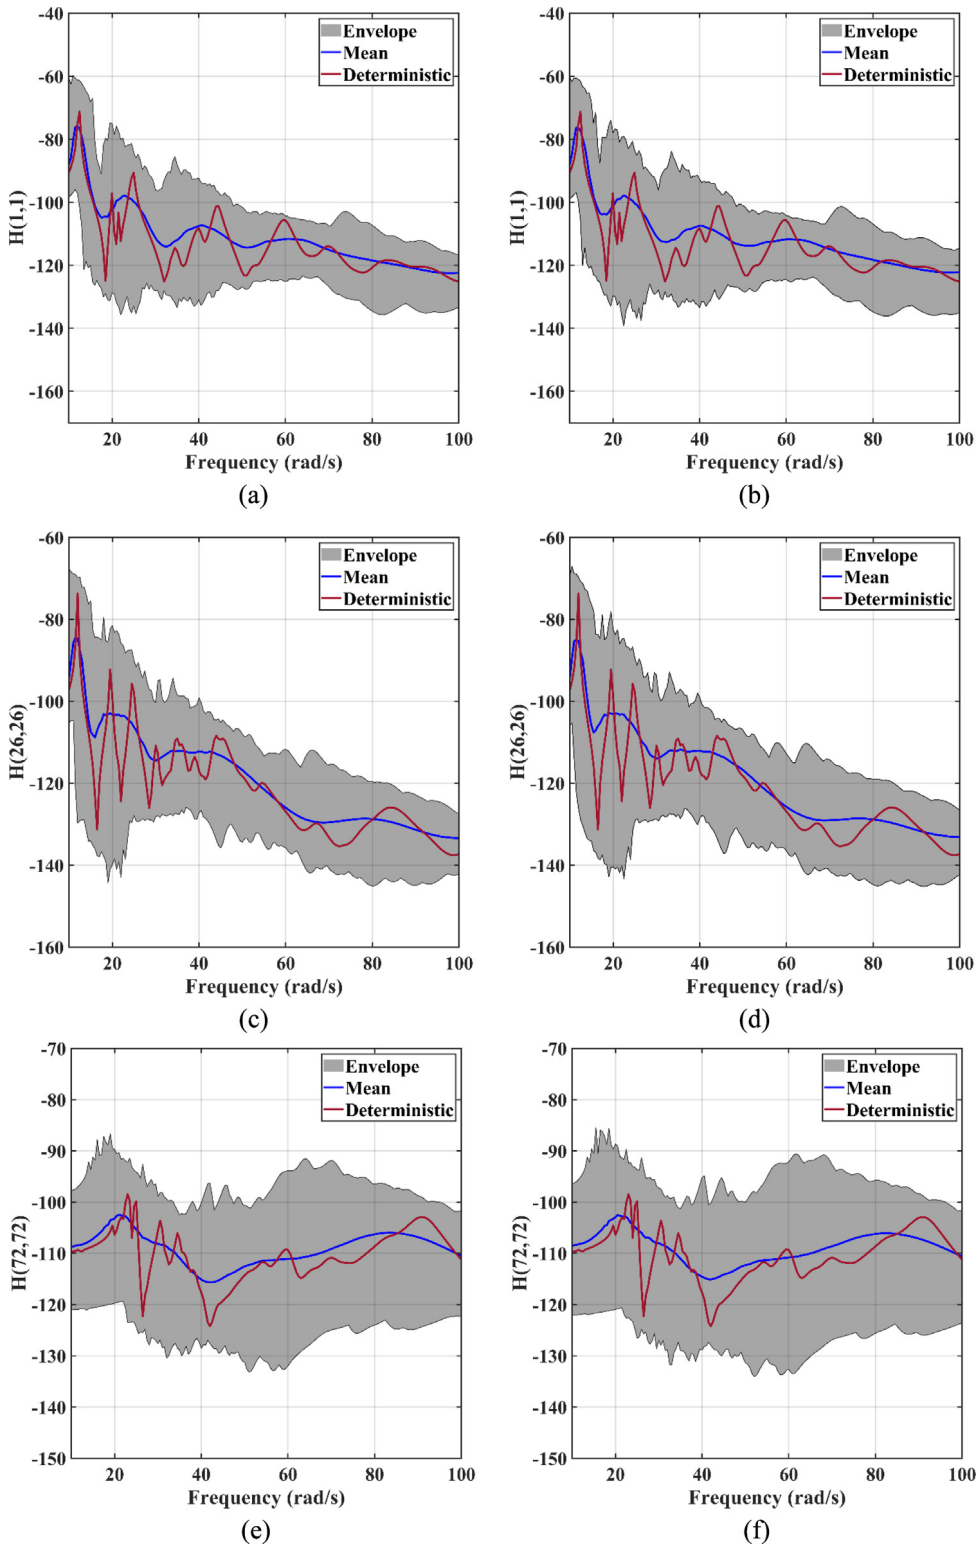 -40
-60
-80
-100
-120
-140
-160
H(1,1)
Envelope
Mean
Deterministic
20 40 60 80 100
Frequency (rad/s)
(a)
-40
-60
-80
-100
-120
-140
-160
H(1,1)
Envelope
Mean
Deterministic
20 40 60 80 100
Frequency (rad/s)
(b)
-60
-80
-100
-120
-140
-160
H(26,26)
Envelope
Mean
Deterministic
20 40 60 80 100
Frequency (rad/s)
(c)
-60
-80
-100
-120
-140
-160
H(26,26)
Envelope
Mean
Deterministic
20 40 60 80 100
Frequency (rad/s)
(d)
-70
-80
-90
-100
-110
-120
-130
-140
-150
H(72,72)
Envelope
Mean
Deterministic
20 40 60 80 100
Frequency (rad/s)
(e)
-70
-80
-90
-100
-110
-120
-130
-140
-150
H(72,72)
Envelope
Mean
Deterministic
20 40 60 80 100
Frequency (rad/s)
(f)